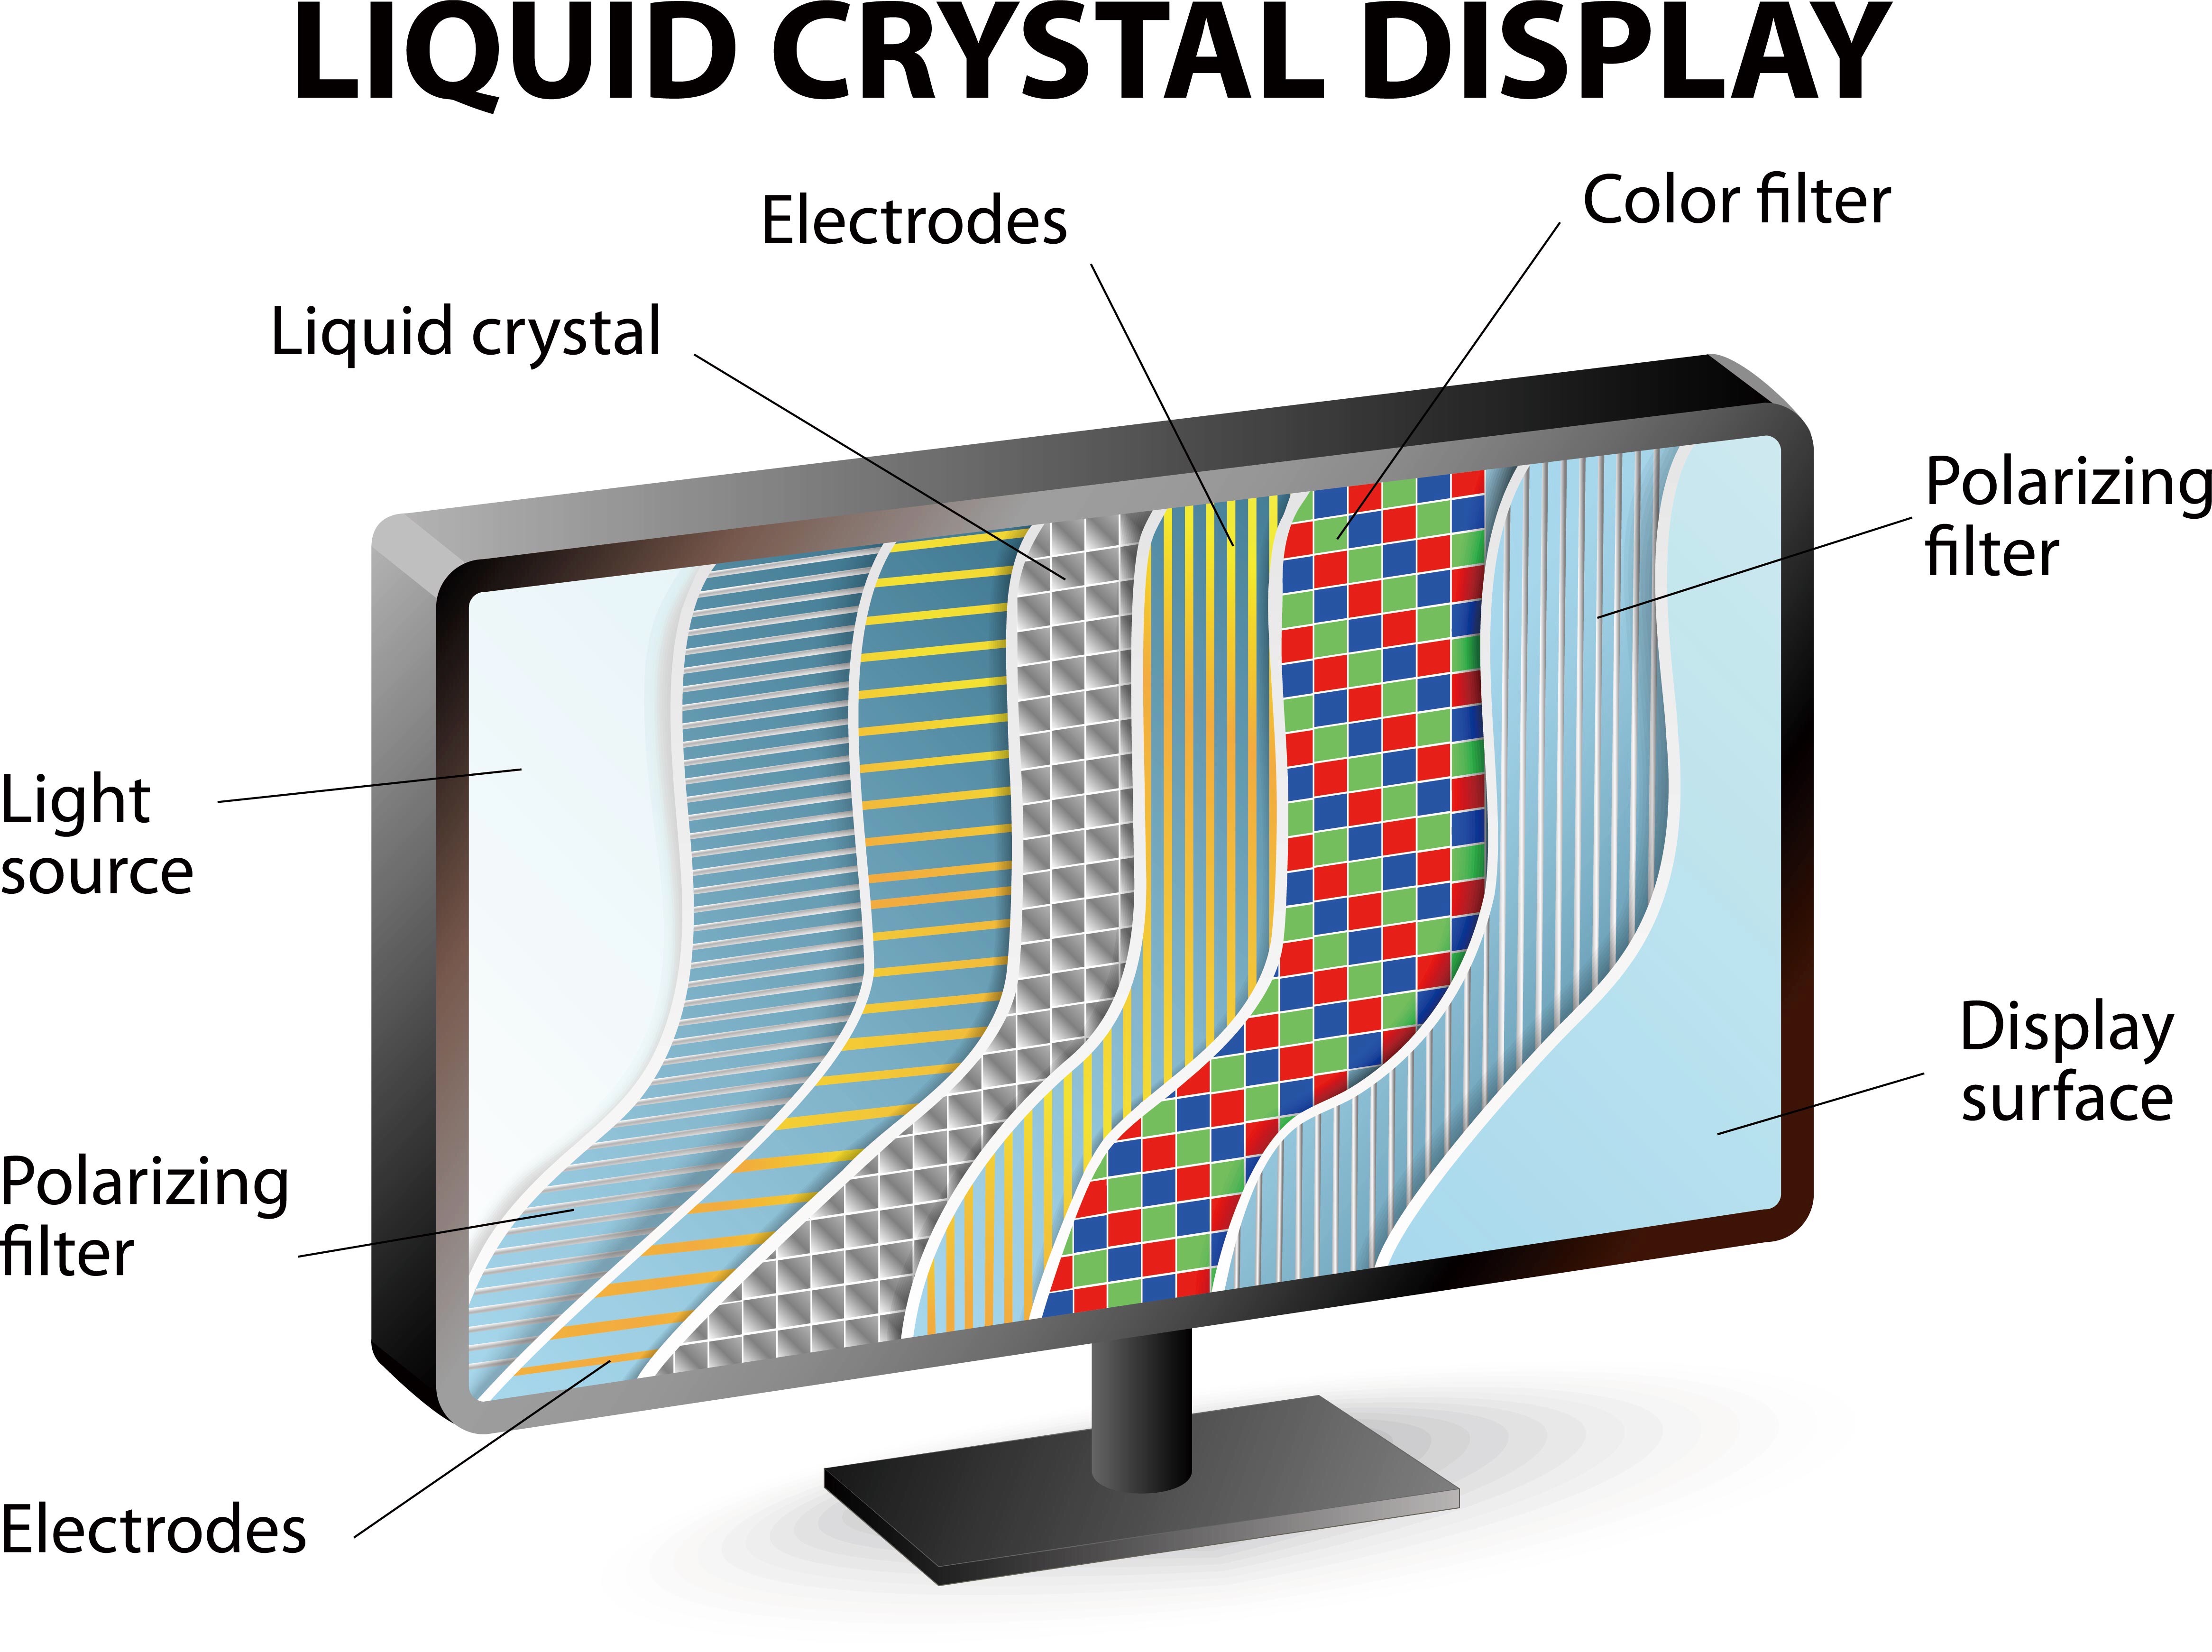 LIQUID CRYSTAL DISPLAY
Color filter
Electrodes
Liquid crystal
Polarizing
filter
Light
source
Display
surface
Polarizing
filter
Electrodes